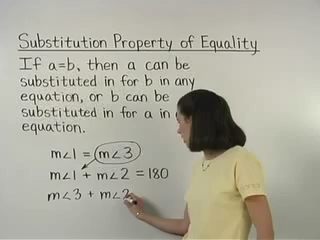 Substitution Property of Equality
If a=b, then a can be
substituted in for b in any
equation, or b can be
substituted in for a in
equation.
m∠1 = m∠3
m∠1 + m∠2 = 180
m∠3 + m∠2